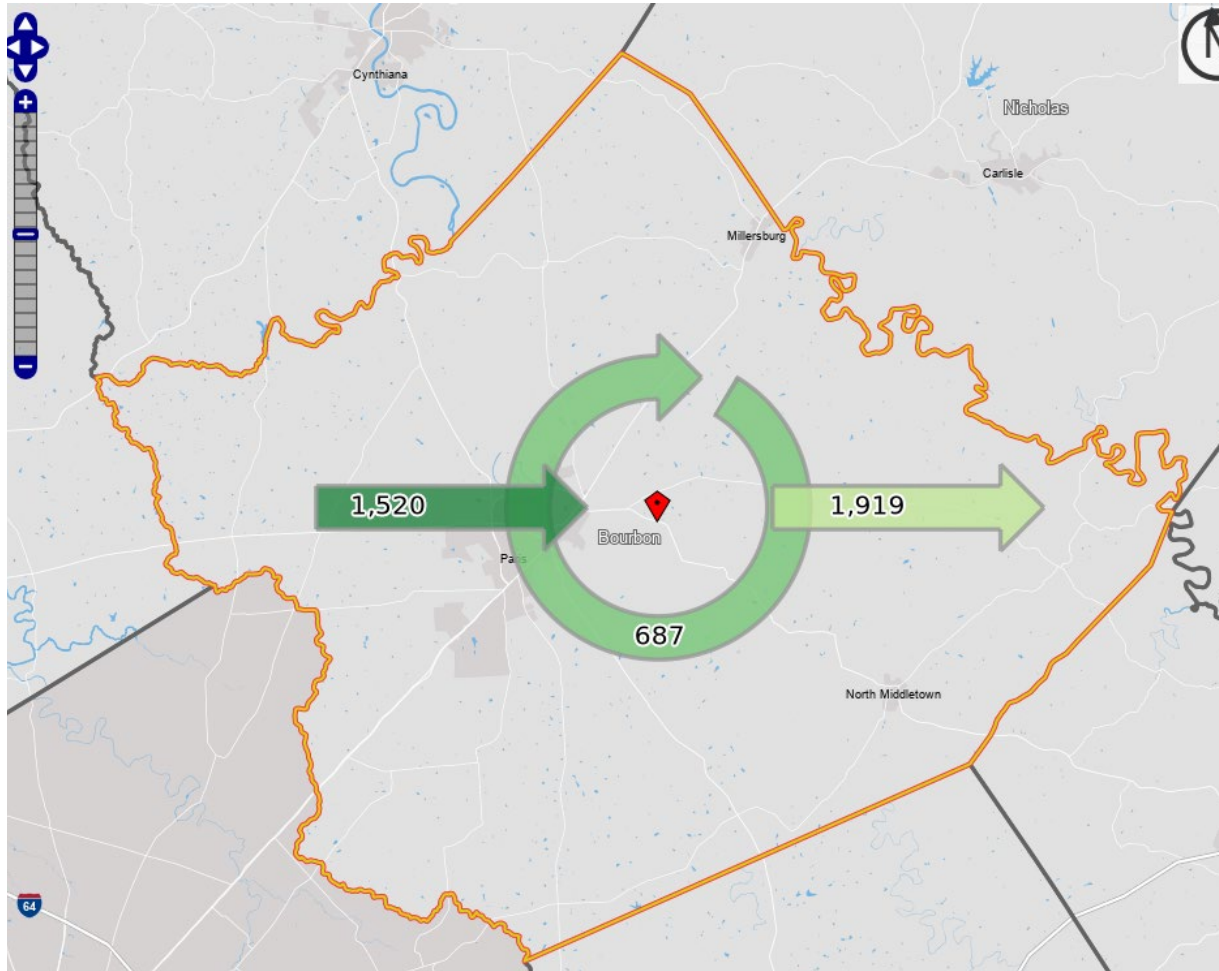 Cynthiana
N
Nicholas
Carlisle
Millersburg
1,520
1,919
Bourbon
Paris
687
North Middletown
64